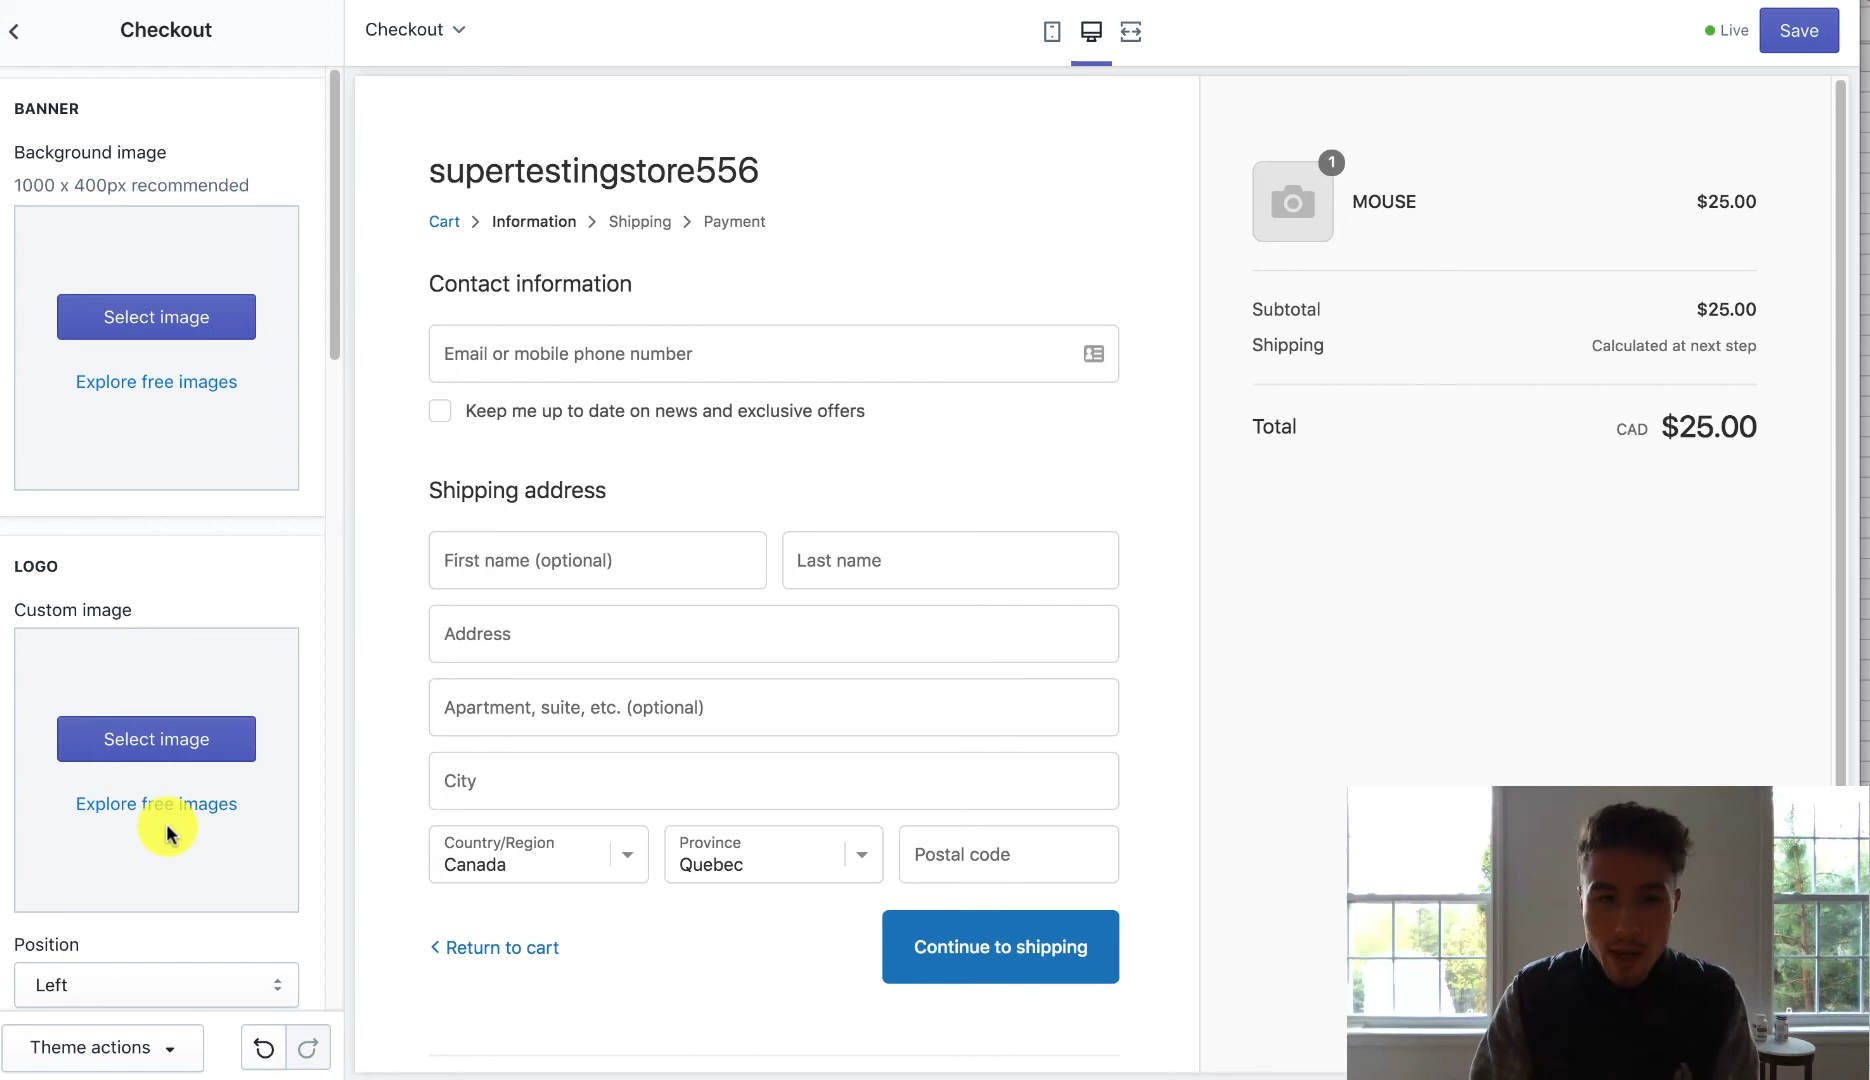 Checkout
Checkout
Live
Save
BANNER
Background image
1000 x 400px recommended
Select image
Explore free images
LOGO
Custom image
Select image
Explore free images
Position
Left
Theme actions
supertestingstore556
Cart > Information > Shipping > Payment
Contact information
Email or mobile phone number
Keep me up to date on news and exclusive offers
Shipping address
First name (optional)
Last name
Address
Apartment, suite, etc. (optional)
City
Country/Region
Canada
Province
Quebec
Postal code
Return to cart
Continue to shipping
1
MOUSE
$25.00
Subtotal
$25.00
Shipping
Calculated at next step
Total
CAD $25.00